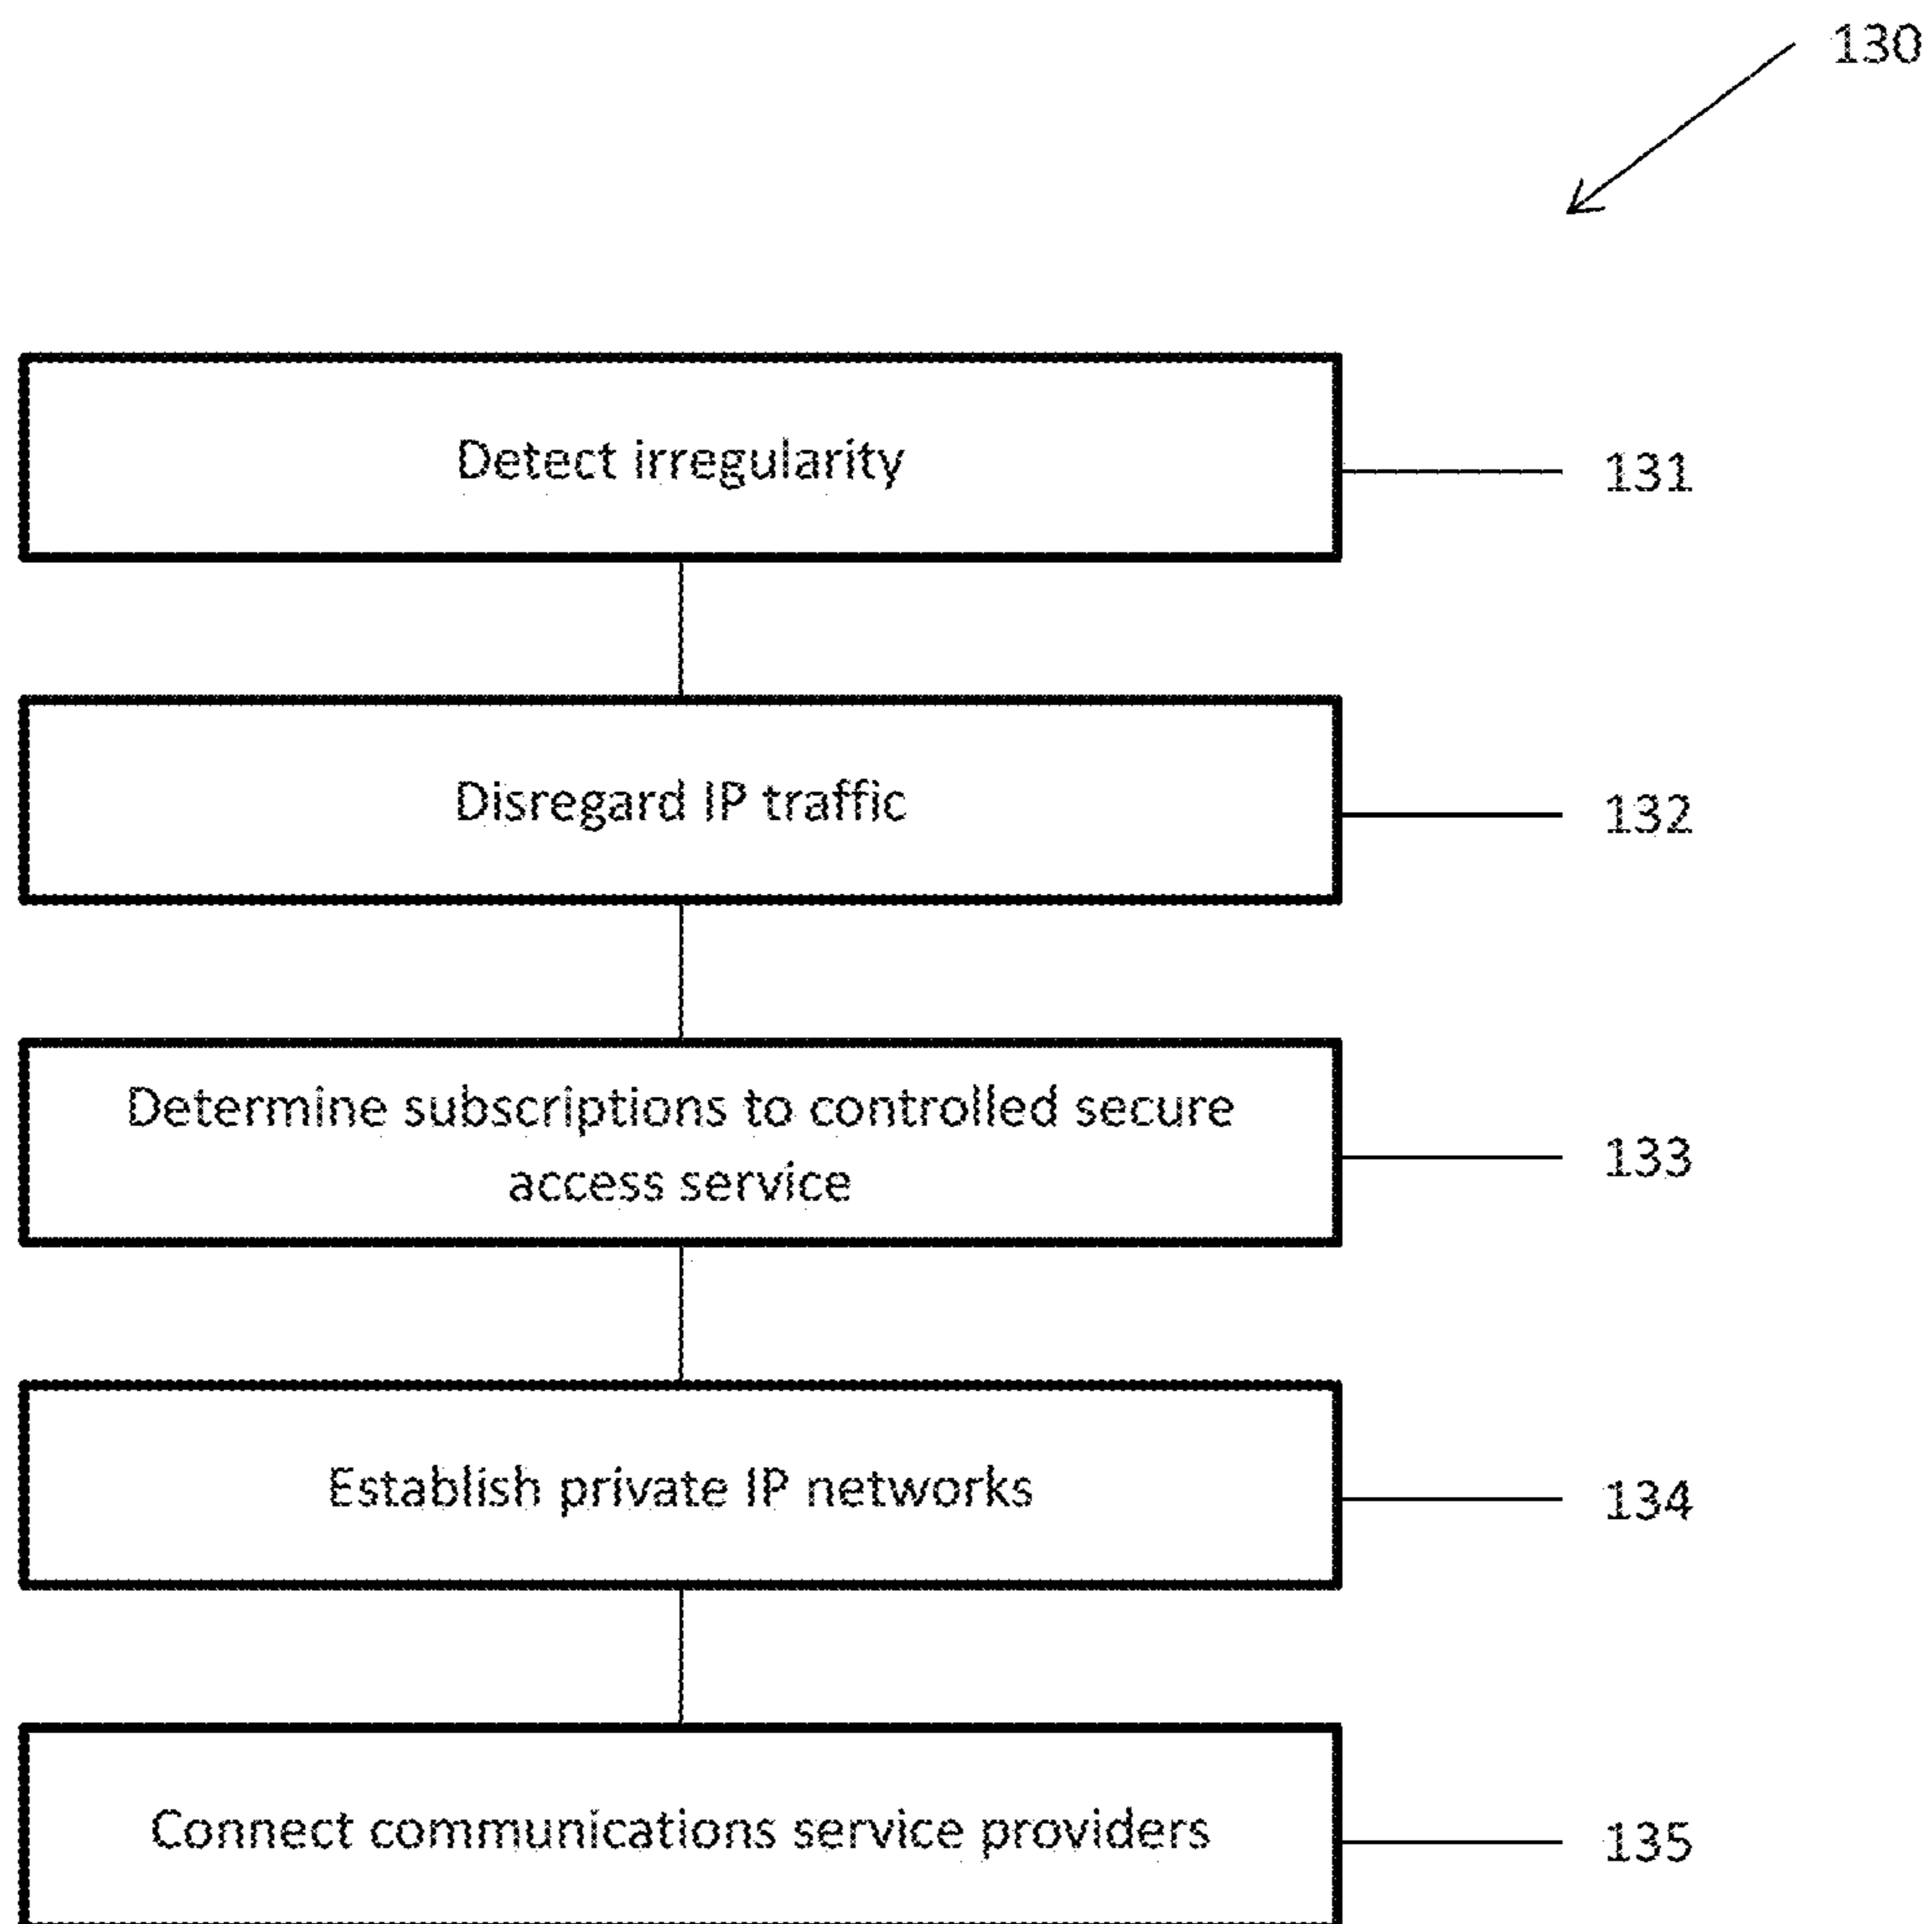 130
Detect irregularity
131
Disregard IP traffic
132
Determine subscriptions to controlled secure
access service
133
Establish private IP networks
134
Connect communications service providers
135